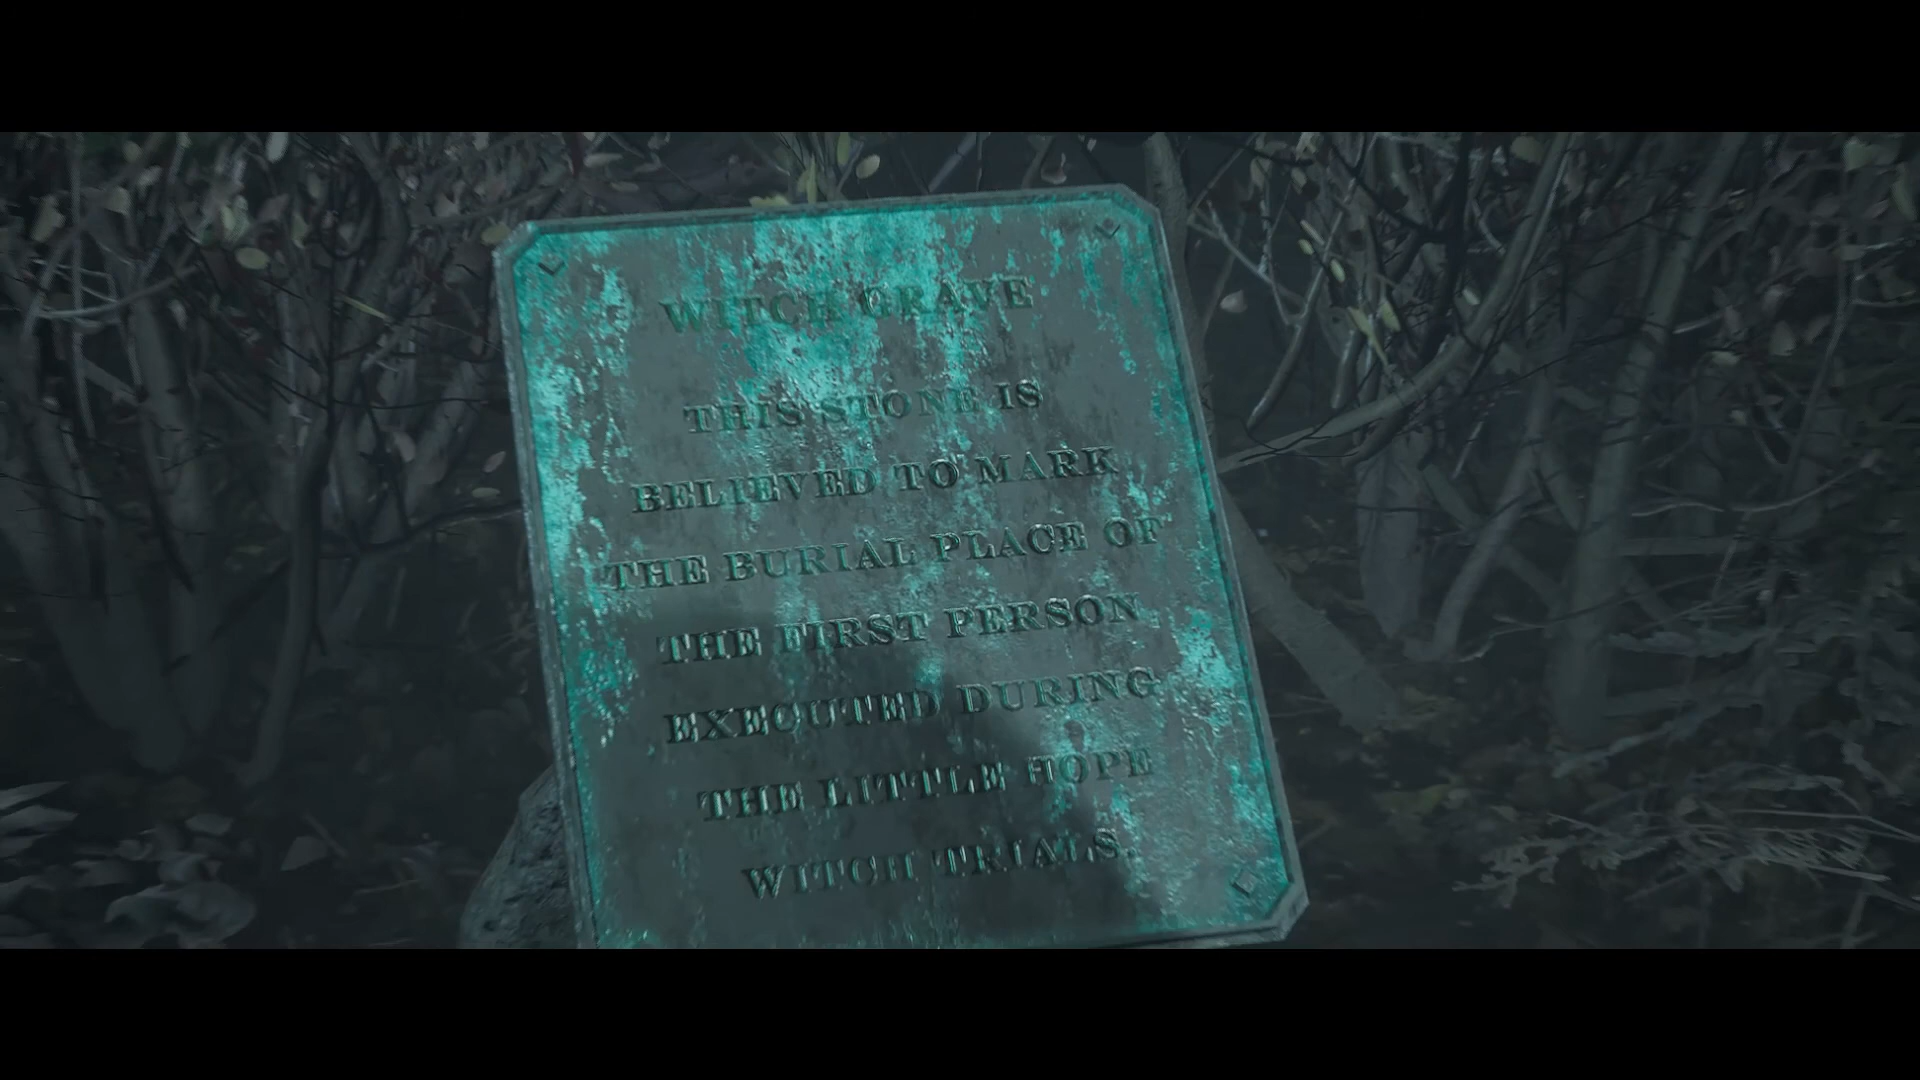 WITCH GRAVE
THIS STONE IS
BELIEVED TO MARK
THE BURIAL PLACE OF
THE FIRST PERSON
EXECUTED DURING
THE LITTLE HOPE
WITCH TRIALS.